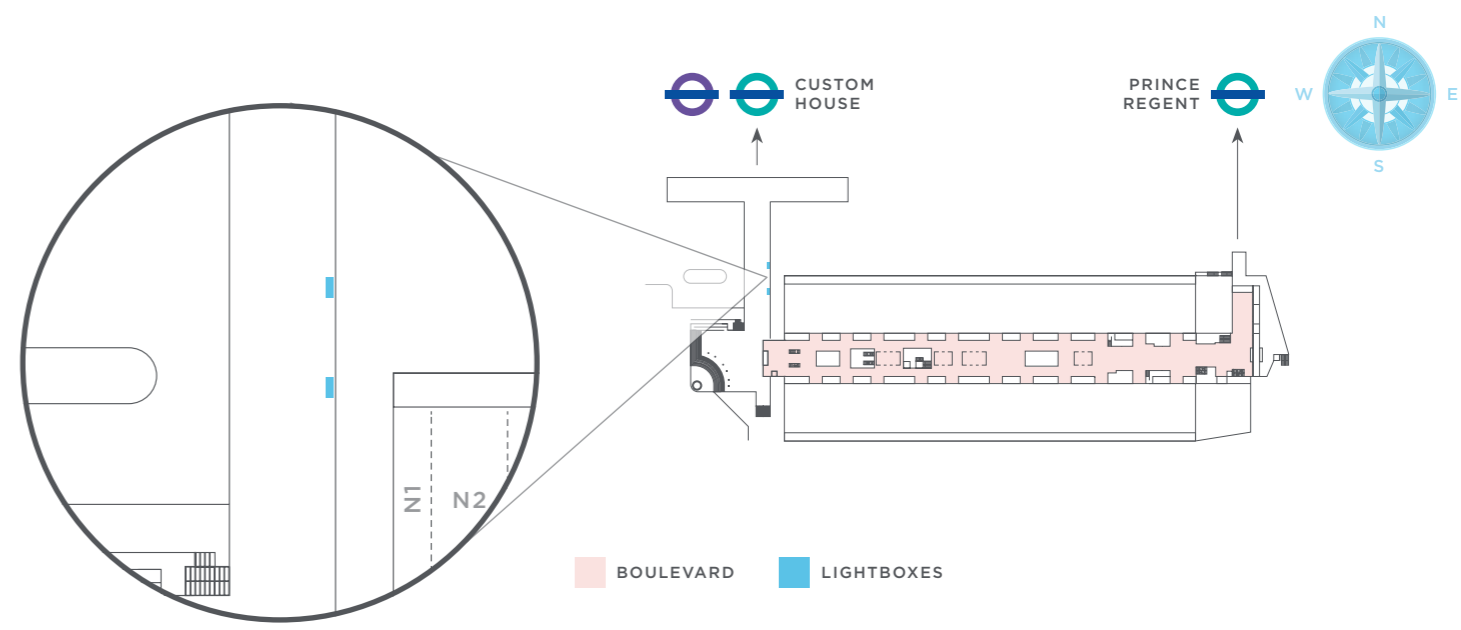 N
CUSTOM
HOUSE
PRINCE
REGENT
W
E
S
N1
N2
BOULEVARD
LIGHTBOXES